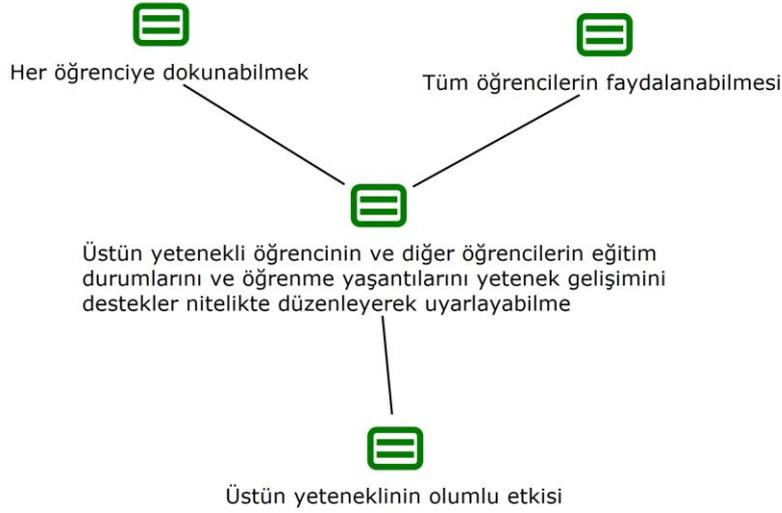 Her öğrenciye dokunabilmek
Tüm öğrencilerin faydalanabilmesi
Üstün yetenekli öğrencinin ve diğer öğrencilerin eğitim
durumlarını ve öğrenme yaşantılarını yetenek gelişimini
destekler nitelikte düzenleyerek uyarlayabilme
Üstün yeteneklinin olumlu etkisi